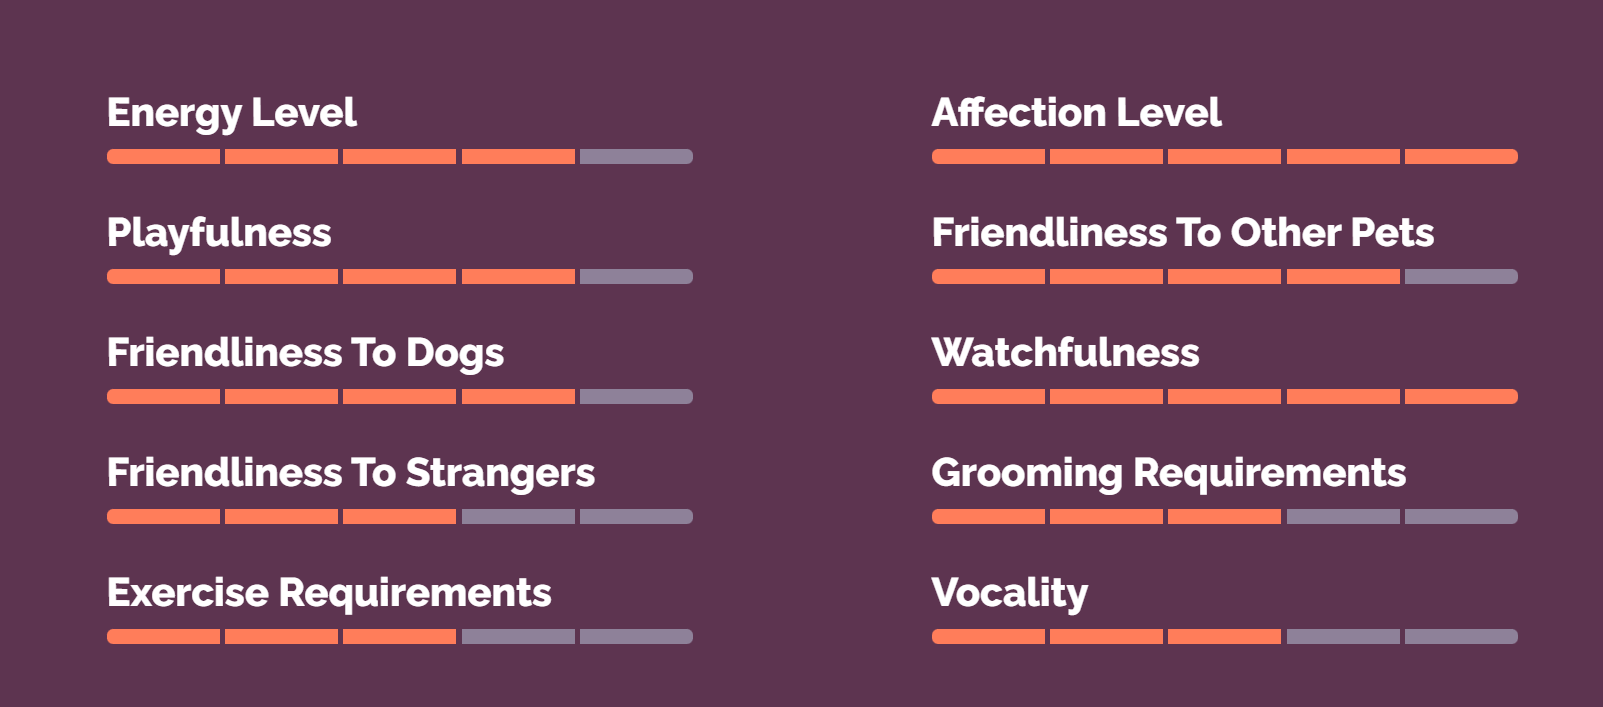 Energy Level
Affection Level
Playfulness
Friendliness To Other Pets
Friendliness To Dogs
Watchfulness
Friendliness To Strangers
Grooming Requirements
Exercise Requirements
Vocality